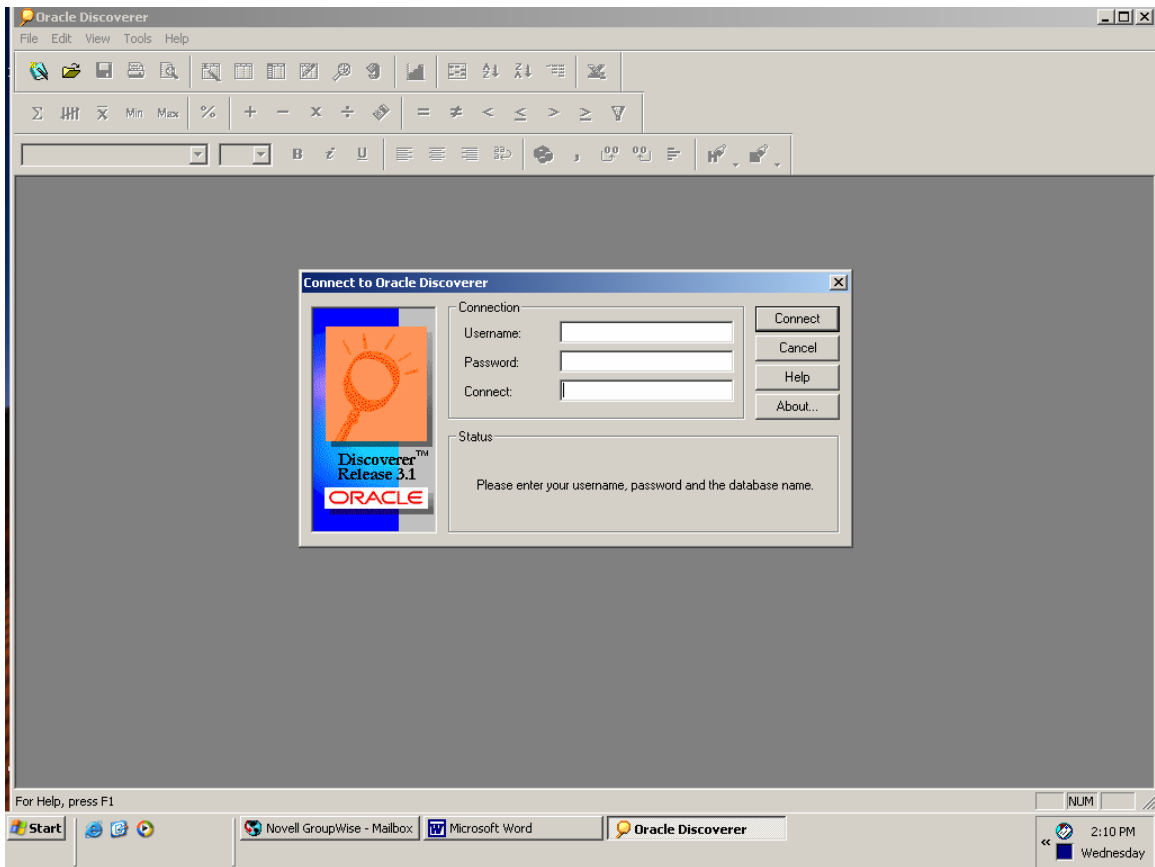 Oracle Discoverer
File Edit View Tools Help
Σ x Min Max % + − x ÷ = ≠ < ≤ > ≥
B i U ,
Connect to Oracle Discoverer
Connection
Username:
Password:
Connect:
Connect
Cancel
Help
About...
Discoverer™
Release 3.1
ORACLE
Status
Please enter your username, password and the database name.
For Help, press F1
NUM
Start
Novell GroupWise - Mailbox
Microsoft Word
Oracle Discoverer
«
2:10 PM
Wednesday